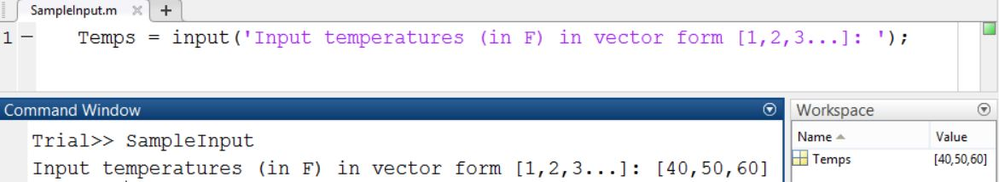 SampleInput.m × +
1 – Temps = input('Input temperatures (in F) in vector form [1,2,3...]: ');
Command Window
Trial>> SampleInput
Input temperatures (in F) in vector form [1,2,3...]: [40,50,60]
Workspace
Name Value
Temps [40,50,60]